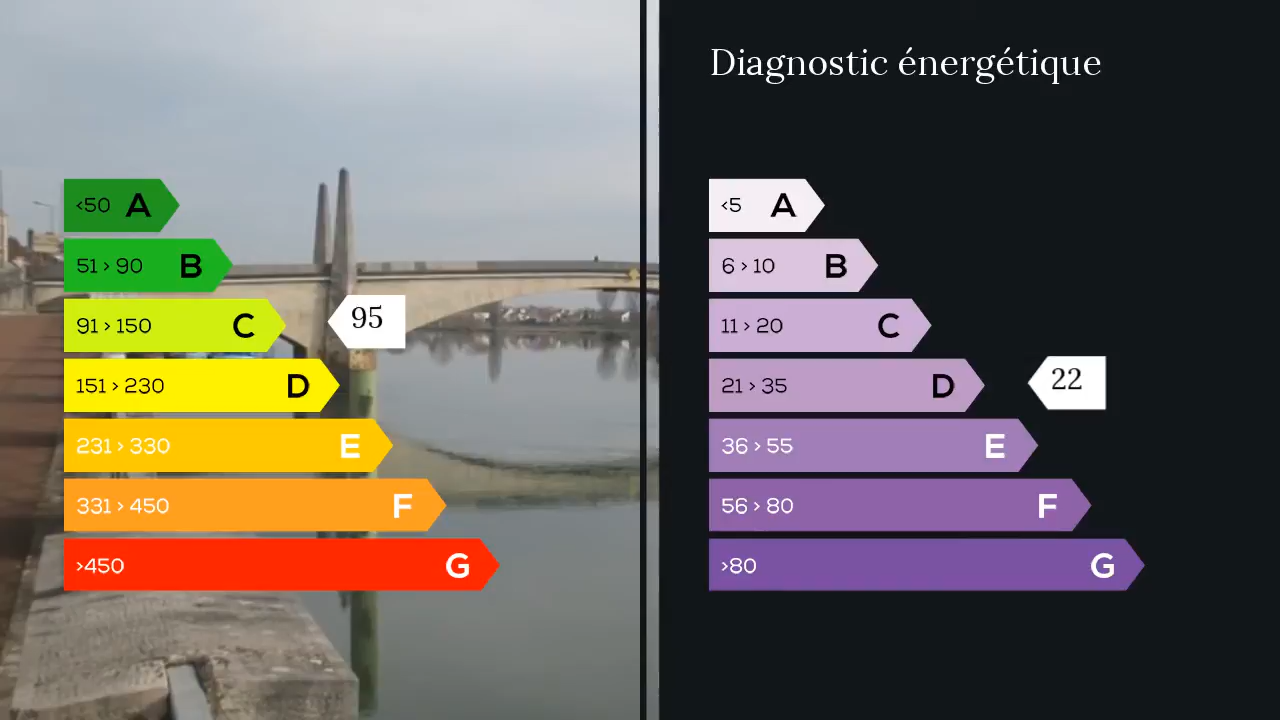 Diagnostic énergétique
<50 A
51 > 90 B
91 > 150 C
95
151 > 230 D
231 > 330 E
331 > 450 F
>450 G
<5 A
6 > 10 B
11 > 20 C
21 > 35 D
22
36 > 55 E
56 > 80 F
>80 G